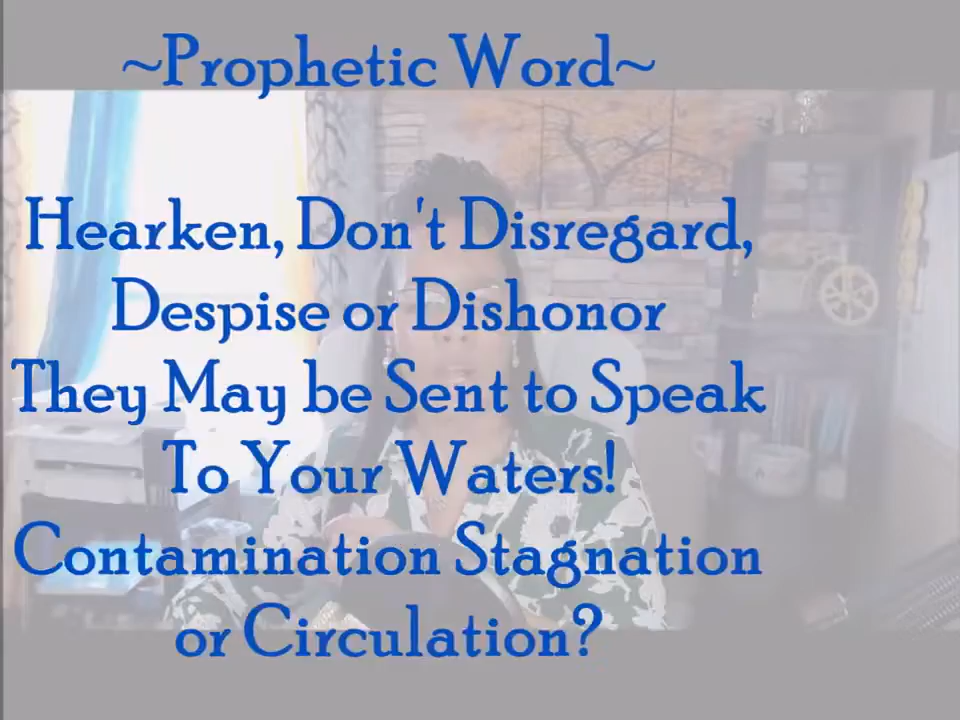 ~Prophetic Word~
Hearken, Don't Disregard,
Despise or Dishonor
They May be Sent to Speak
To Your Waters!
Contamination Stagnation
or Circulation?